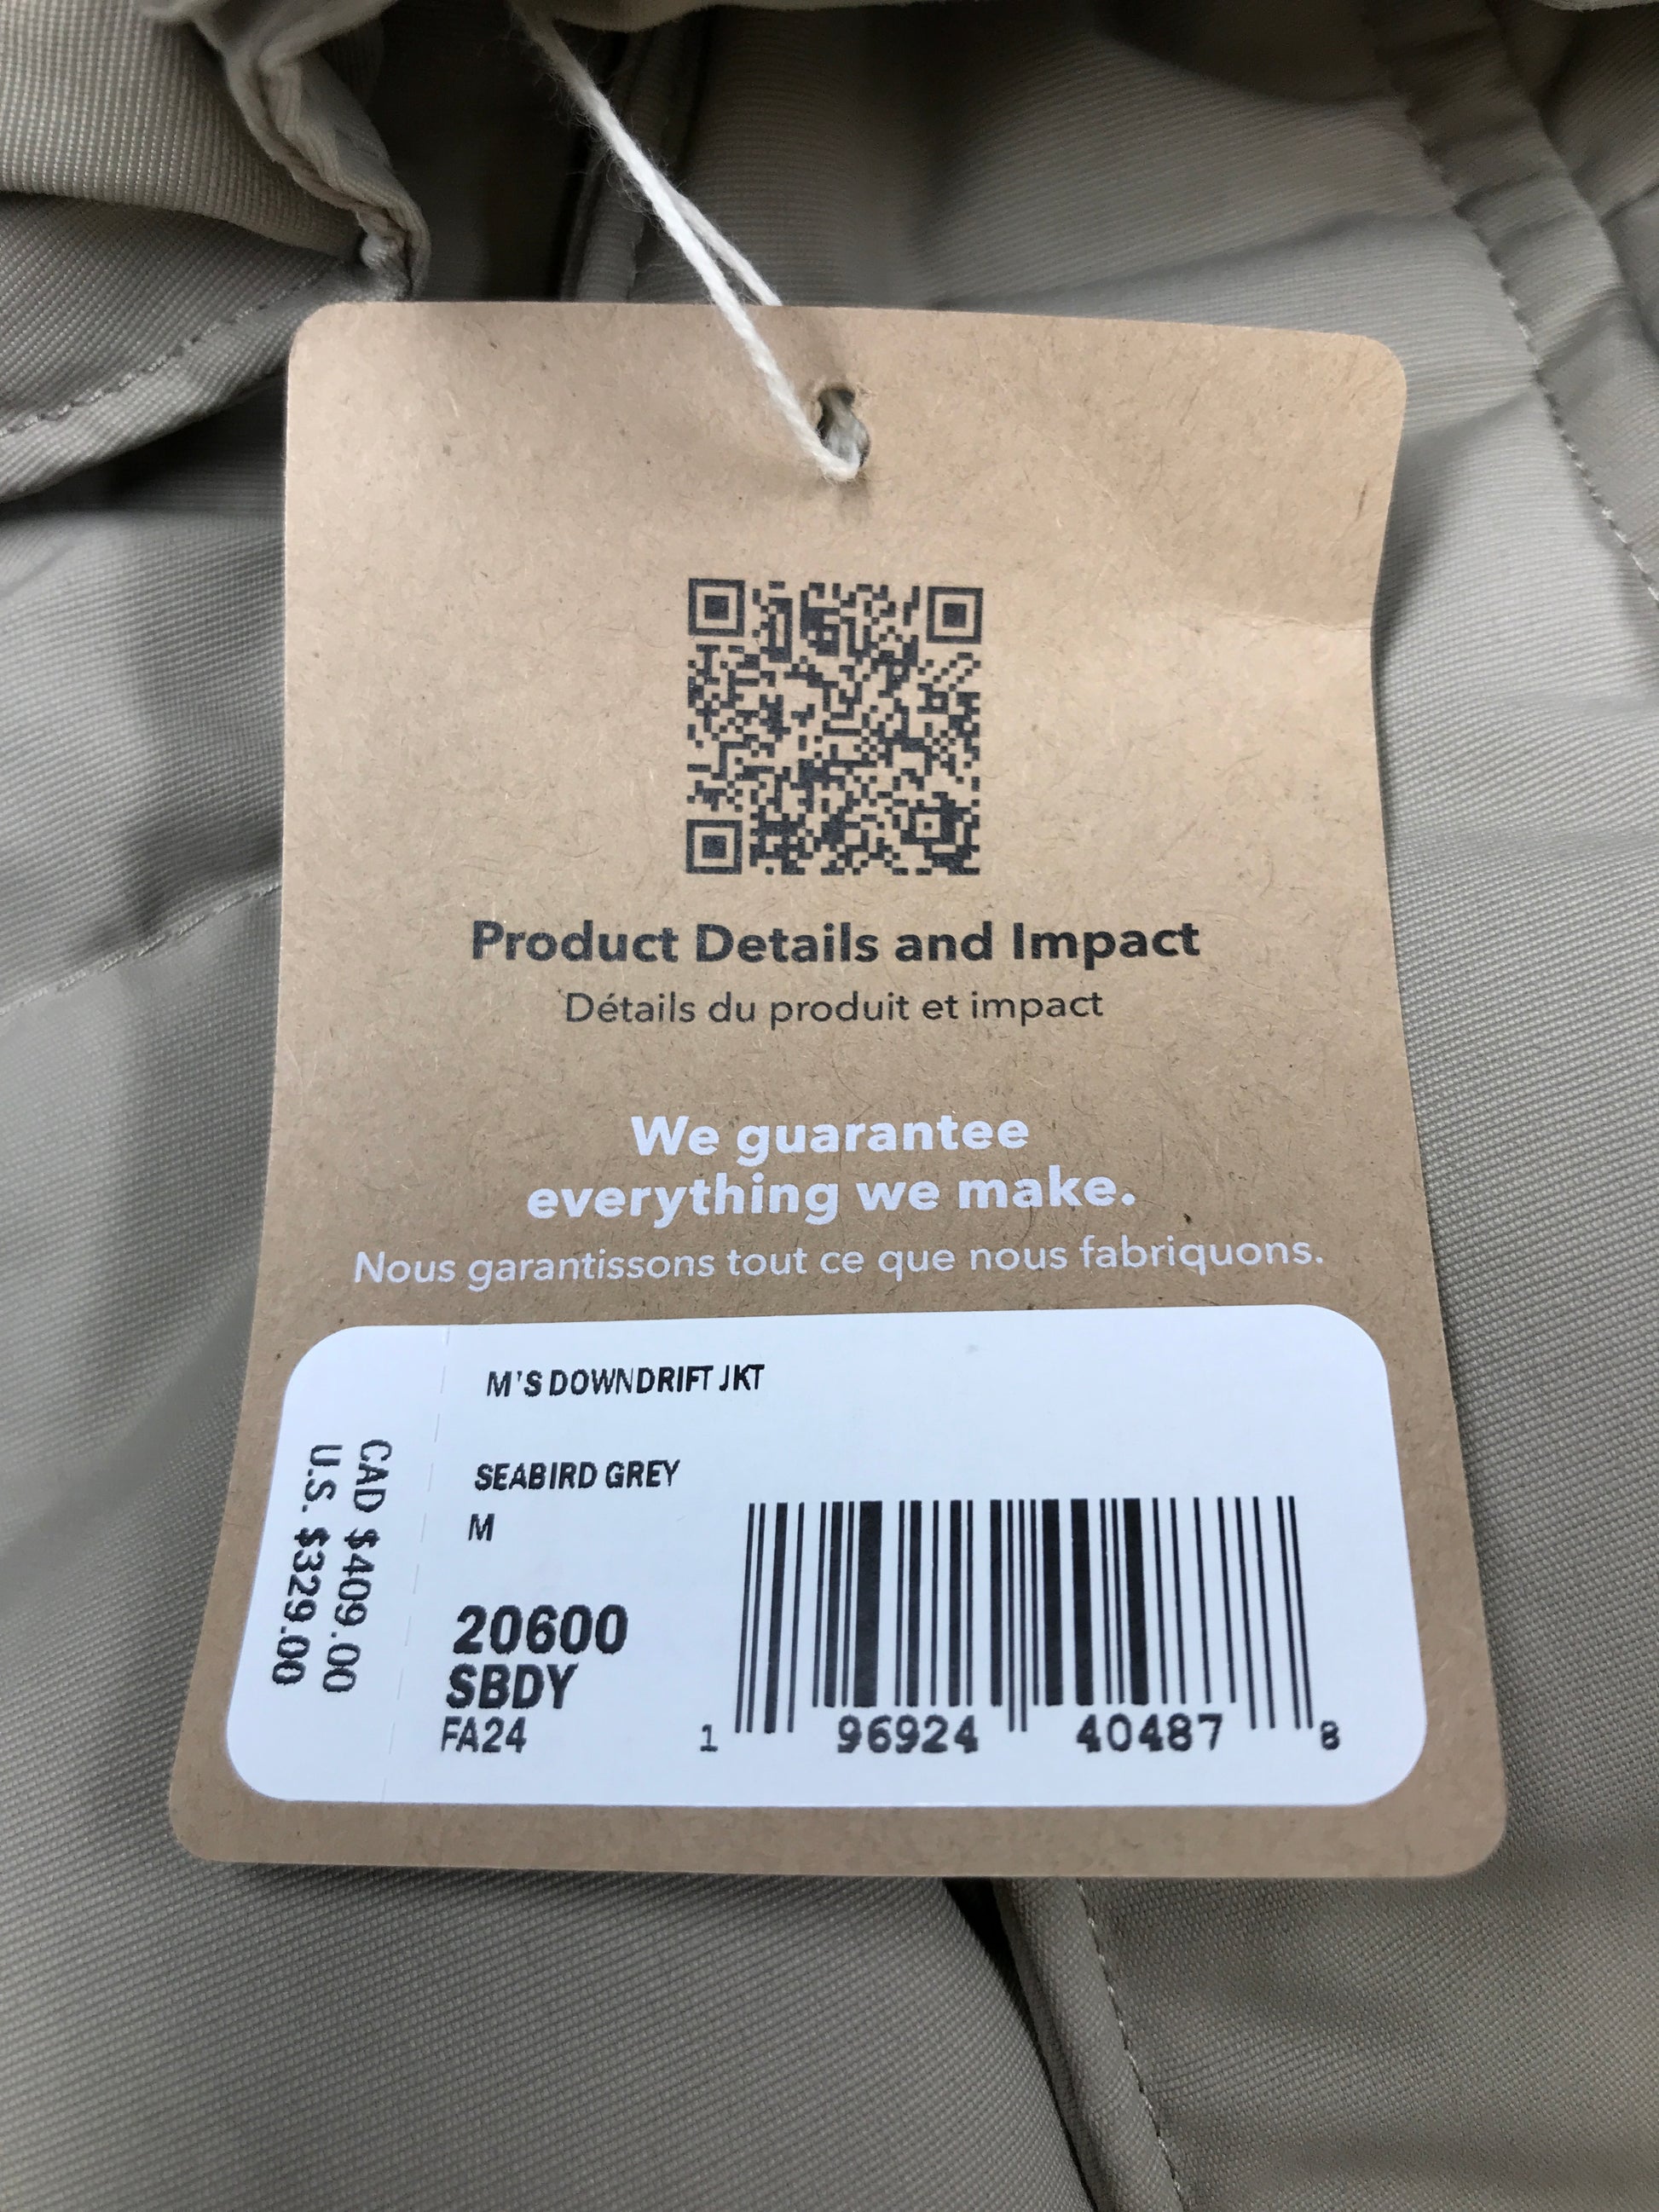 Product Details and Impact
Détails du produit et impact
We guarantee
everything we make.
Nous garantissons tout ce que nous fabriquons.
M'S DOWNDRIFT JKT
SEABIRD GREY
M
20600
SBDY
FA24
1 96924 40487 8
CAD $409.00
U.S. $329.00